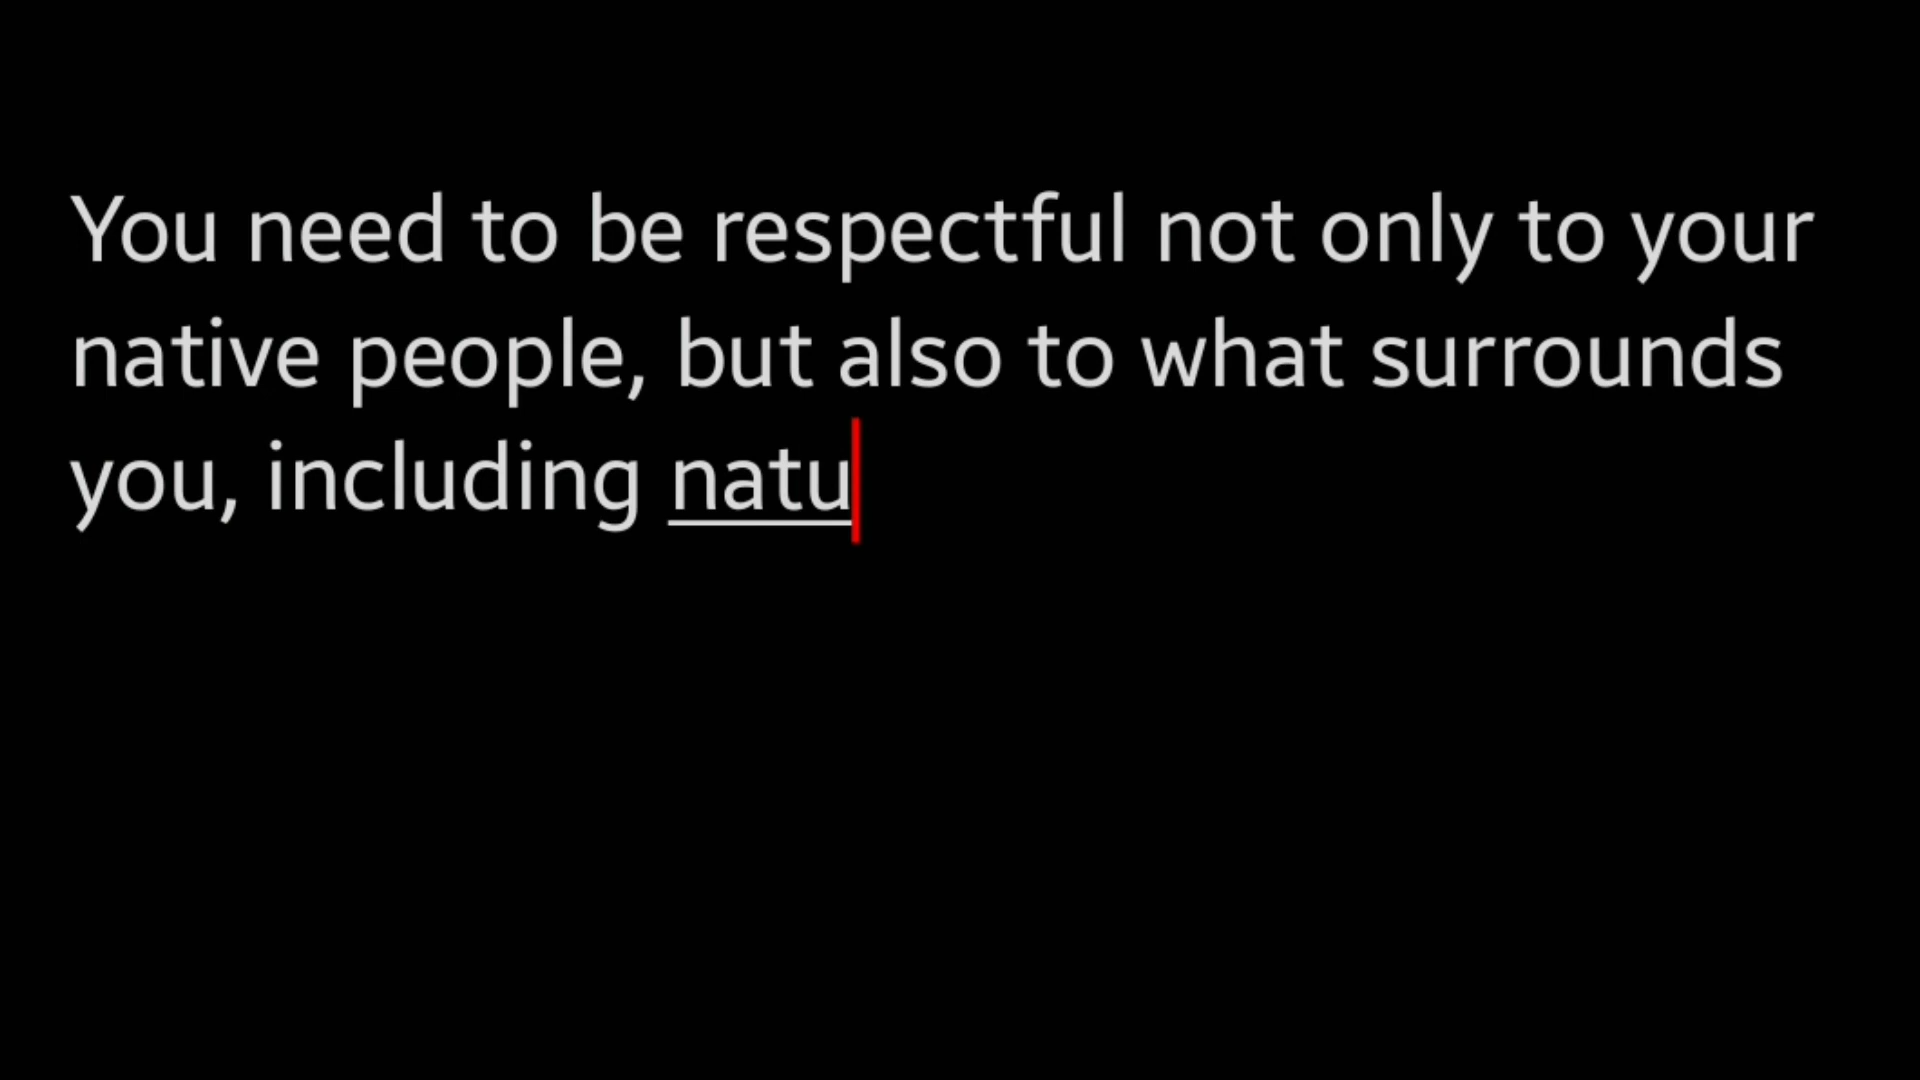 You need to be respectful not only to your
native people, but also to what surrounds
you, including natu